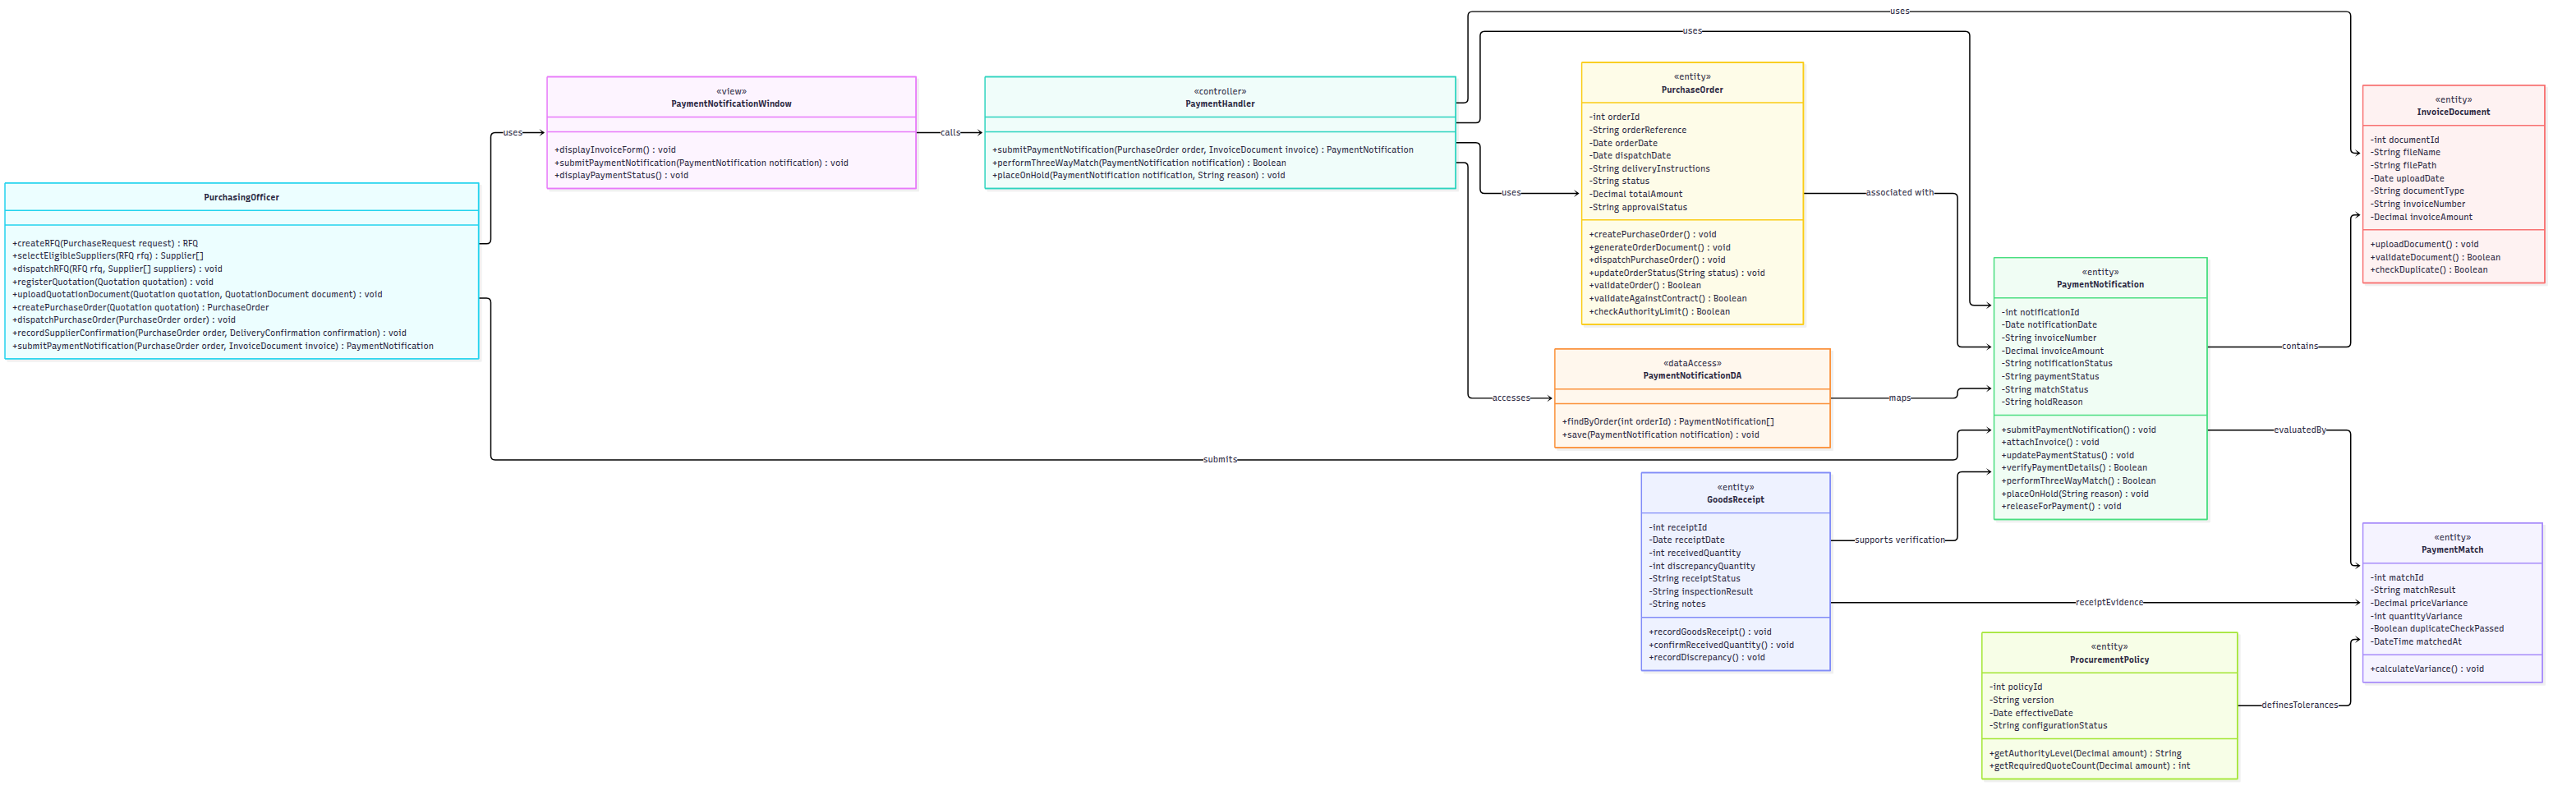 PurchasingOfficer
+createRFQ(PurchaseRequest request) : RFQ
+selectEligibleSuppliers(RFQ rfq) : Supplier[]
+dispatchRFQ(RFQ rfq, Supplier[] suppliers) : void
+registerQuotation(Quotation quotation) : void
+uploadQuotationDocument(Quotation quotation, QuotationDocument document) : void
+createPurchaseOrder(Quotation quotation) : PurchaseOrder
+dispatchPurchaseOrder(PurchaseOrder order) : void
+recordSupplierConfirmation(PurchaseOrder order, DeliveryConfirmation confirmation) : void
+submitPaymentNotification(PurchaseOrder order, InvoiceDocument invoice) : PaymentNotification
uses
submits
«view»
PaymentNotificationWindow
+displayInvoiceForm() : void
+submitPaymentNotification(PaymentNotification notification) : void
+displayPaymentStatus() : void
calls
«controller»
PaymentHandler
+submitPaymentNotification(PurchaseOrder order, InvoiceDocument invoice) : PaymentNotification
+performThreeWayMatch(PaymentNotification notification) : Boolean
+placeOnHold(PaymentNotification notification, String reason) : void
uses
uses
uses
accesses
«entity»
PurchaseOrder
-int orderId
-String orderReference
-Date orderDate
-Date dispatchDate
-String deliveryInstructions
-String status
-Decimal totalAmount
-String approvalStatus
+createPurchaseOrder() : void
+generateOrderDocument() : void
+dispatchPurchaseOrder() : void
+updateOrderStatus(String status) : void
+validateOrder() : Boolean
+validateAgainstContract() : Boolean
+checkAuthorityLimit() : Boolean
associated with
«dataAccess»
PaymentNotificationDA
+findByOrder(int orderId) : PaymentNotification[]
+save(PaymentNotification notification) : void
maps
«entity»
GoodsReceipt
-int receiptId
-Date receiptDate
-int receivedQuantity
-int discrepancyQuantity
-String receiptStatus
-String inspectionResult
-String notes
+recordGoodsReceipt() : void
+confirmReceivedQuantity() : void
+recordDiscrepancy() : void
supports verification
receiptEvidence
«entity»
PaymentNotification
-int notificationId
-Date notificationDate
-String invoiceNumber
-Decimal invoiceAmount
-String notificationStatus
-String paymentStatus
-String matchStatus
-String holdReason
+submitPaymentNotification() : void
+attachInvoice() : void
+updatePaymentStatus() : void
+verifyPaymentDetails() : Boolean
+performThreeWayMatch() : Boolean
+placeOnHold(String reason) : void
+releaseForPayment() : void
contains
evaluatedBy
«entity»
ProcurementPolicy
-int policyId
-String version
-Date effectiveDate
-String configurationStatus
+getAuthorityLevel(Decimal amount) : String
+getRequiredQuoteCount(Decimal amount) : int
definesTolerances
«entity»
InvoiceDocument
-int documentId
-String fileName
-String filePath
-Date uploadDate
-String documentType
-String invoiceNumber
-Decimal invoiceAmount
+uploadDocument() : void
+validateDocument() : Boolean
+checkDuplicate() : Boolean
«entity»
PaymentMatch
-int matchId
-String matchResult
-Decimal priceVariance
-int quantityVariance
-Boolean duplicateCheckPassed
-DateTime matchedAt
+calculateVariance() : void